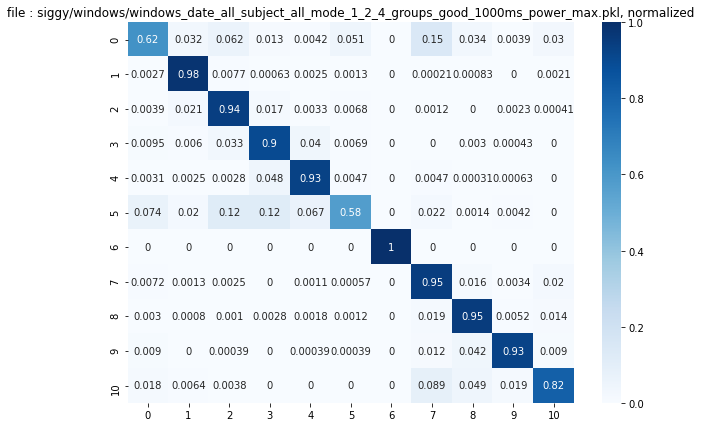 file : siggy/windows/windows_date_all_subject_all_mode_1_2_4_groups_good_1000ms_power_max.pkl, normalized
0 0.62 0.032 0.062 0.013 0.0042 0.051 0 0.15 0.034 0.0039 0.03
1 0.0027 0.98 0.0077 0.00063 0.0025 0.0013 0 0.00021 0.00083 0 0.0021
2 0.0039 0.021 0.94 0.017 0.0033 0.0068 0 0.0012 0 0.0023 0.00041
3 0.0095 0.006 0.033 0.9 0.04 0.0069 0 0 0.003 0.00043 0
4 0.0031 0.0025 0.0028 0.048 0.93 0.0047 0 0.0047 0.00031 0.00063 0
5 0.074 0.02 0.12 0.12 0.067 0.58 0 0.022 0.0014 0.0042 0
6 0 0 0 0 0 0 1 0 0 0 0
7 0.0072 0.0013 0.0025 0 0.0011 0.00057 0 0.95 0.016 0.0034 0.02
8 0.003 0.0008 0.001 0.0028 0.0018 0.0012 0 0.019 0.95 0.0052 0.014
9 0.009 0 0.00039 0 0.00039 0.00039 0 0.012 0.042 0.93 0.009
10 0.018 0.0064 0.0038 0 0 0 0 0.089 0.049 0.019 0.82
0 1 2 3 4 5 6 7 8 9 10
1.0
0.8
0.6
0.4
0.2
0.0